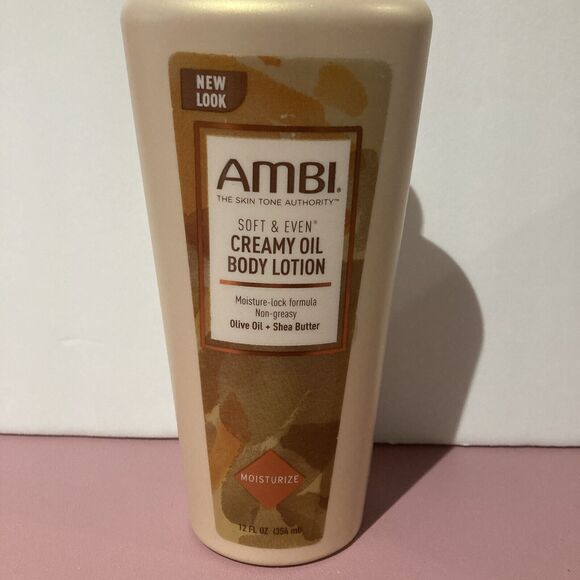 NEW
LOOK
AMBI®
THE SKIN TONE AUTHORITY™
SOFT & EVEN®
CREAMY OIL
BODY LOTION
Moisture-lock formula
Non-greasy
Olive Oil + Shea Butter
MOISTURIZE
12 FL OZ (354 ml)